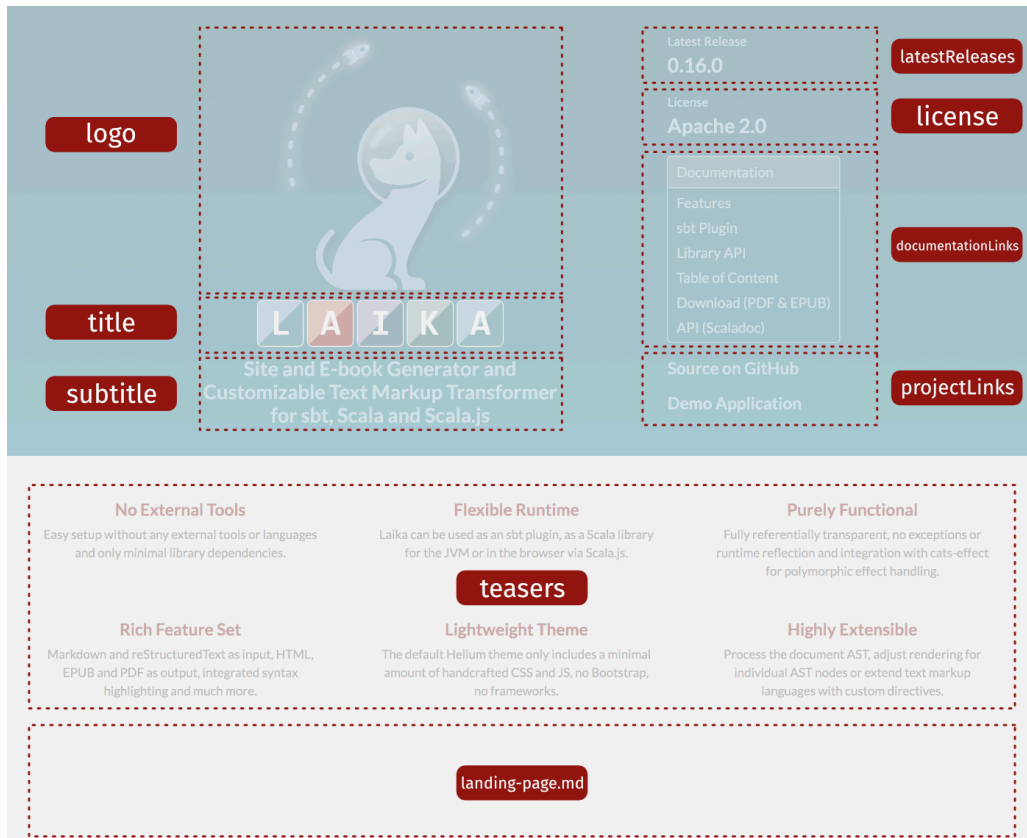 logo
title
LAIKA
subtitle
Site and E-book Generator and
Customizable Text Markup Transformer
for sbt, Scala and Scala.js
Latest Release
0.16.0
latestReleases
License
Apache 2.0
license
Documentation
Features
sbt Plugin
Library API
Table of Content
Download (PDF & EPUB)
API (Scaladoc)
documentationLinks
Source on GitHub
Demo Application
projectLinks
No External Tools
Easy setup without any external tools or languages
and only minimal library dependencies.
Flexible Runtime
Laika can be used as an sbt plugin, as a Scala library
for the JVM or in the browser via Scala.js.
Purely Functional
Fully referentially transparent, no exceptions or
runtime reflection and integration with cats-effect
for polymorphic effect handling.
teasers
Rich Feature Set
Markdown and reStructuredText as input, HTML,
EPUB and PDF as output, integrated syntax
highlighting and much more.
Lightweight Theme
The default Helium theme only includes a minimal
amount of handcrafted CSS and JS, no Bootstrap,
no frameworks.
Highly Extensible
Process the document AST, adjust rendering for
individual AST nodes or extend text markup
languages with custom directives.
landing-page.md